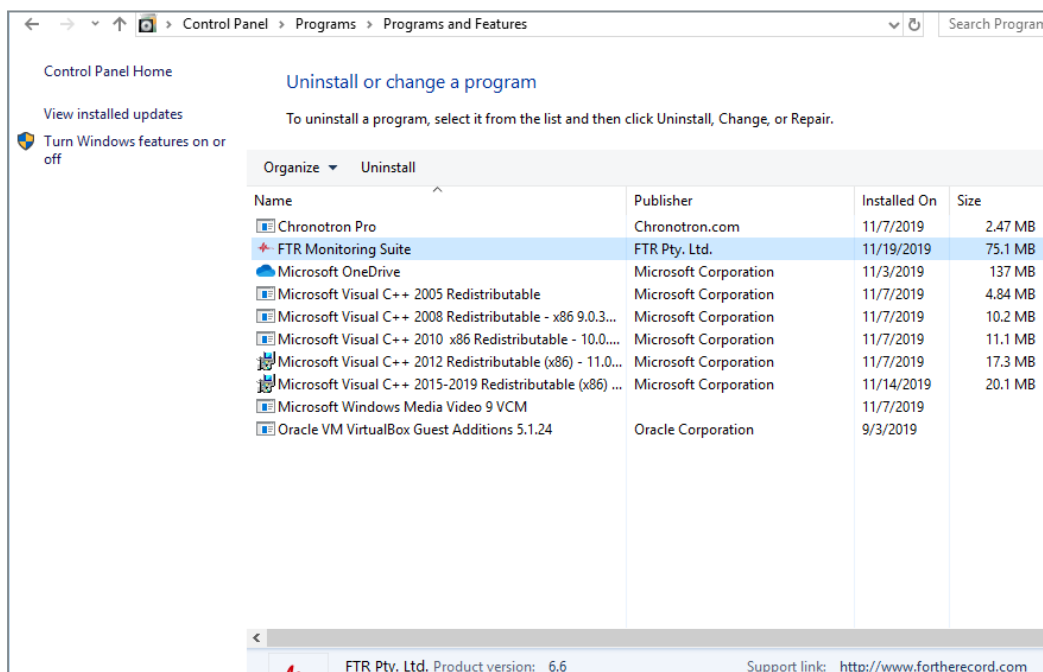 Control Panel > Programs > Programs and Features
Search Program
Control Panel Home
View installed updates
Turn Windows features on or
off
Uninstall or change a program
To uninstall a program, select it from the list and then click Uninstall, Change, or Repair.
Organize Uninstall
Name Publisher Installed On Size
Chronotron Pro Chronotron.com 11/7/2019 2.47 MB
FTR Monitoring Suite FTR Pty. Ltd. 11/19/2019 75.1 MB
Microsoft OneDrive Microsoft Corporation 11/3/2019 137 MB
Microsoft Visual C++ 2005 Redistributable Microsoft Corporation 11/7/2019 4.84 MB
Microsoft Visual C++ 2008 Redistributable - x86 9.0.3... Microsoft Corporation 11/7/2019 10.2 MB
Microsoft Visual C++ 2010 x86 Redistributable - 10.0.... Microsoft Corporation 11/7/2019 11.1 MB
Microsoft Visual C++ 2012 Redistributable (x86) - 11.0... Microsoft Corporation 11/7/2019 17.3 MB
Microsoft Visual C++ 2015-2019 Redistributable (x86) ... Microsoft Corporation 11/14/2019 20.1 MB
Microsoft Windows Media Video 9 VCM 11/7/2019
Oracle VM VirtualBox Guest Additions 5.1.24 Oracle Corporation 9/3/2019
FTR Pty. Ltd. Product version: 6.6 Support link: http://www.fortherecord.com